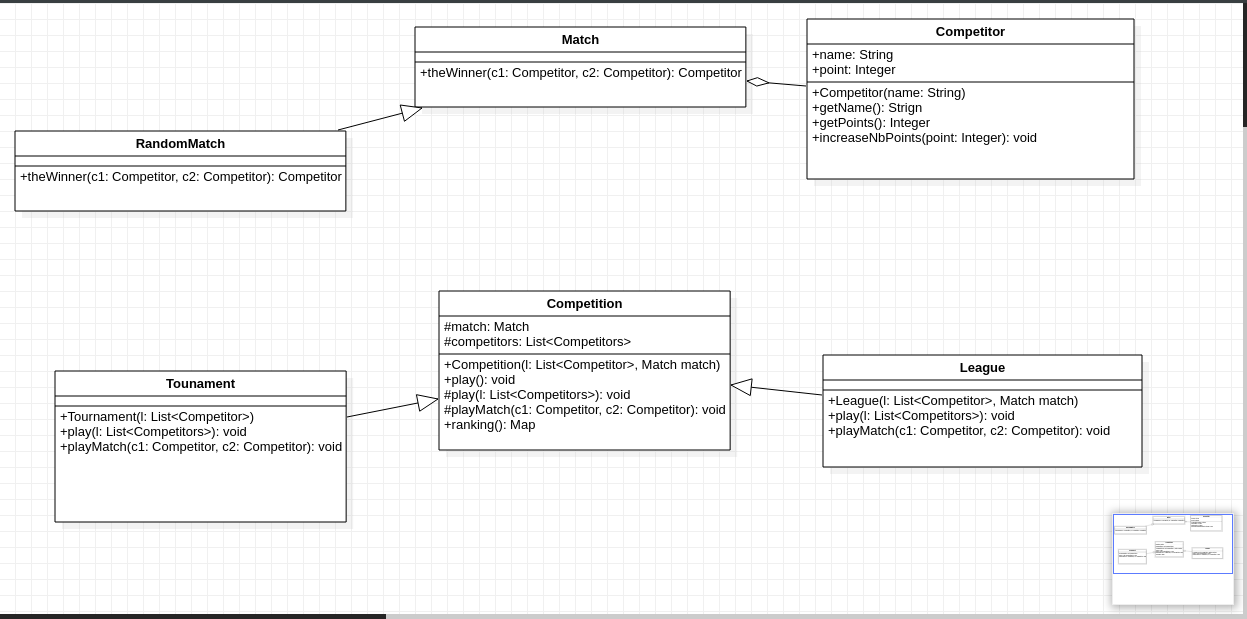 Match
+theWinner(c1: Competitor, c2: Competitor): Competitor
Competitor
+name: String
+point: Integer
+Competitor(name: String)
+getName(): Strign
+getPoints(): Integer
+increaseNbPoints(point: Integer): void
RandomMatch
+theWinner(c1: Competitor, c2: Competitor): Competitor
Competition
#match: Match
#competitors: List<Competitors>
+Competition(l: List<Competitor>, Match match)
+play(): void
#play(l: List<Competitors>): void
#playMatch(c1: Competitor, c2: Competitor): void
+ranking(): Map
Tounament
+Tournament(l: List<Competitor>)
+play(l: List<Competitors>): void
+playMatch(c1: Competitor, c2: Competitor): void
League
+League(l: List<Competitor>, Match match)
+play(l: List<Competitors>): void
+playMatch(c1: Competitor, c2: Competitor): void